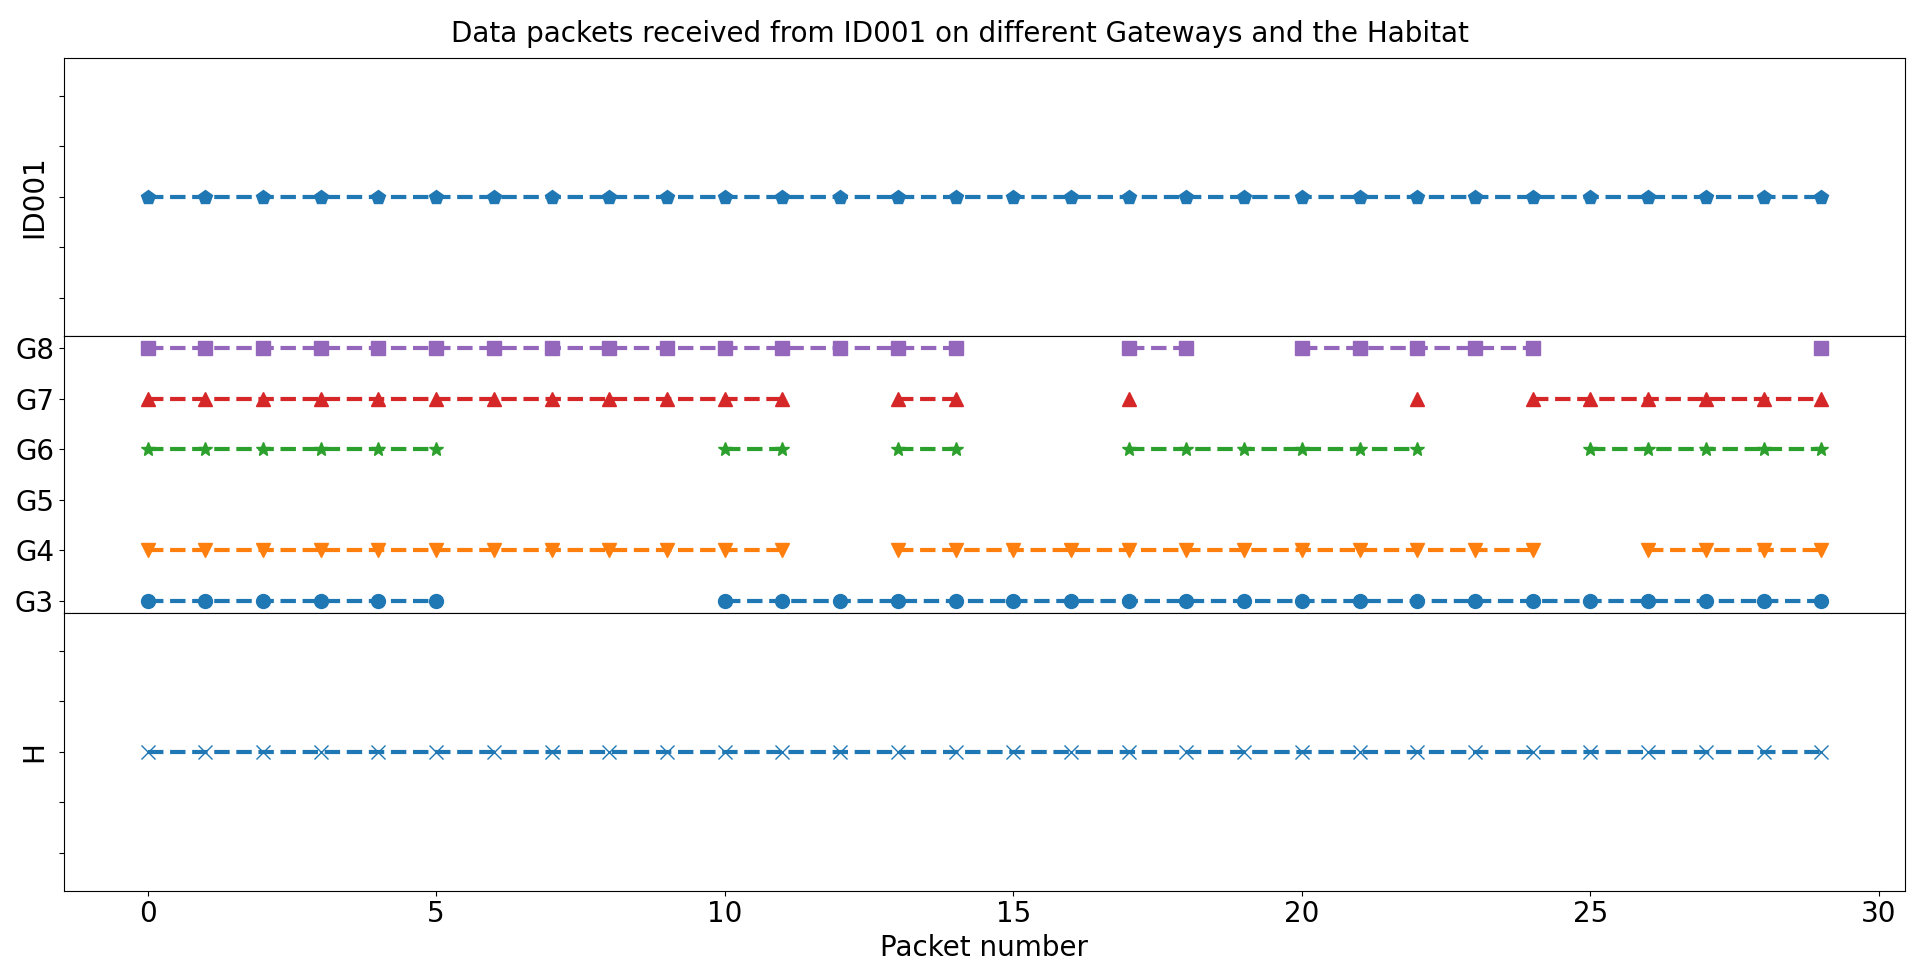 Data packets received from ID001 on different Gateways and the Habitat
ID001
G8
G7
G6
G5
G4
G3
H
0 5 10 15 20 25 30
Packet number